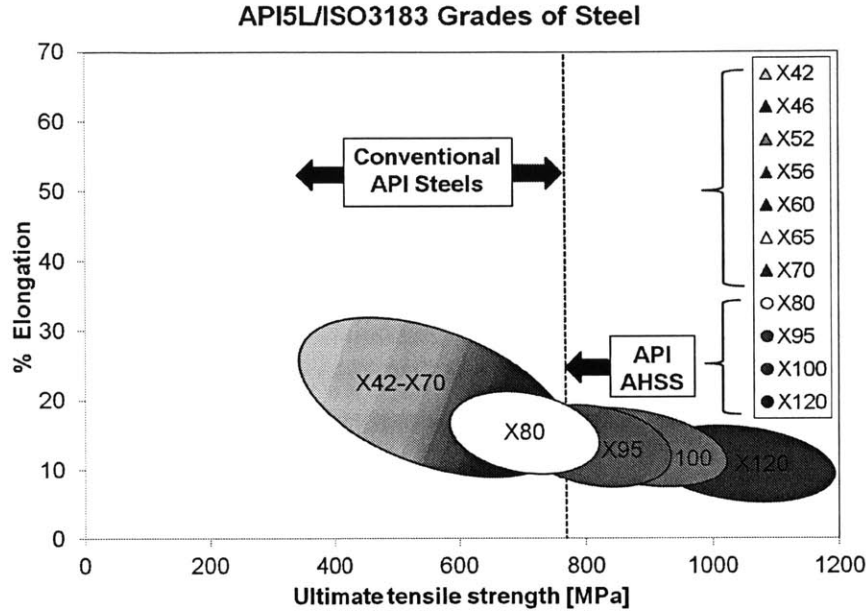 API5L/ISO3183 Grades of Steel
70
60
50
40
30
20
10
0
% Elongation
Conventional
API Steels
API
AHSS
X42-X70
X80
X95
100
X120
X42
X46
X52
X56
X60
X65
X70
X80
X95
X100
X120
0
200
400
600
800
1000
1200
Ultimate tensile strength [MPa]